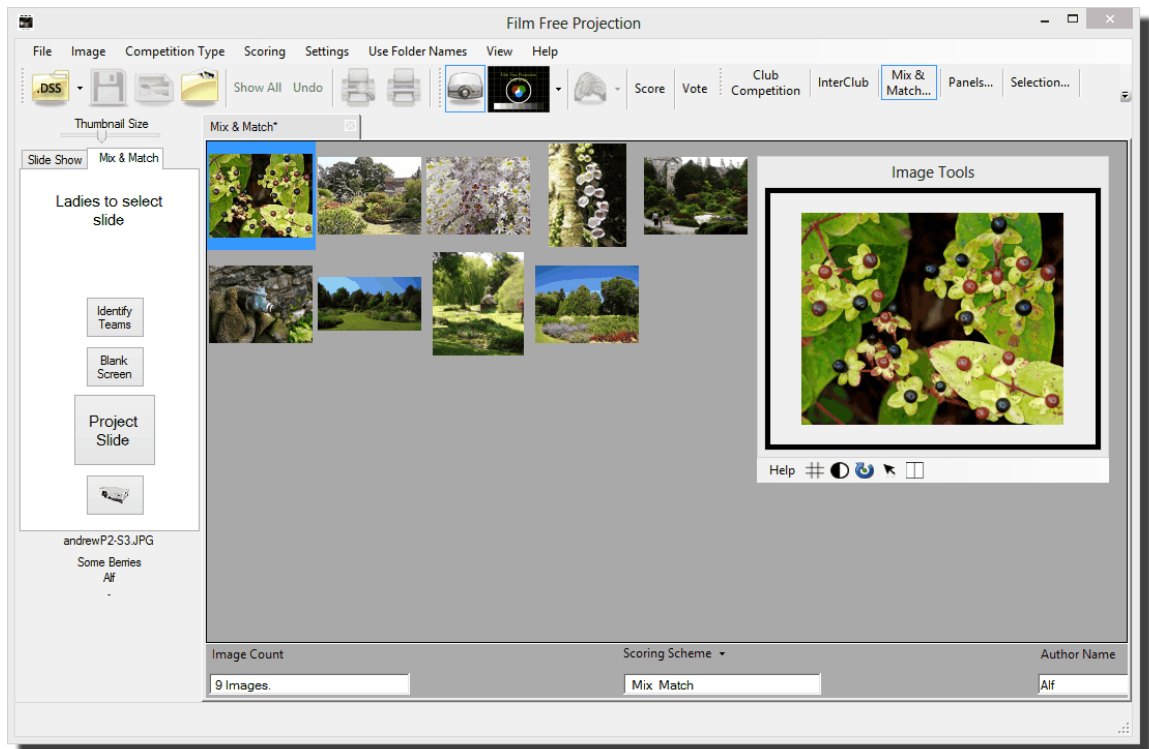 Film Free Projection
File Image Competition Type Scoring Settings Use Folder Names View Help
.DSS Show All Undo Score Vote Club Competition InterClub Mix & Match... Panels... Selection...
Thumbnail Size
Mix & Match*
Slide Show Mix & Match
Ladies to select
slide
Identify
Teams
Blank
Screen
Project
Slide
andrewP2-S3.JPG
Some Berries
Alf
-
Image Tools
Help
Image Count Scoring Scheme Author Name
9 Images. Mix Match Alf